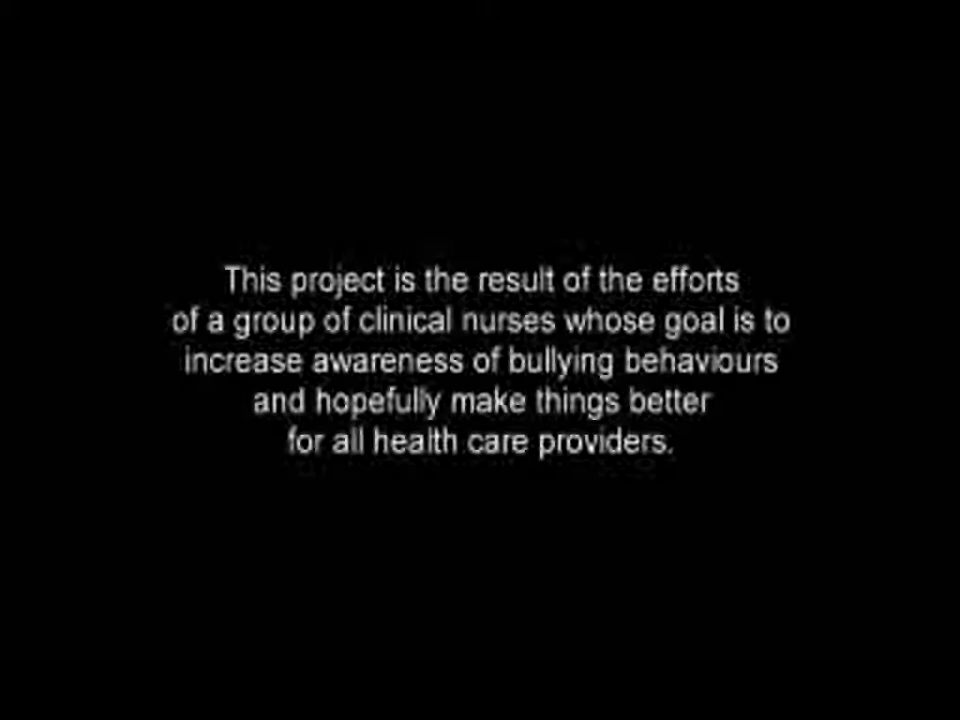 This project is the result of the efforts
of a group of clinical nurses whose goal is to
increase awareness of bullying behaviours
and hopefully make things better
for all health care providers.